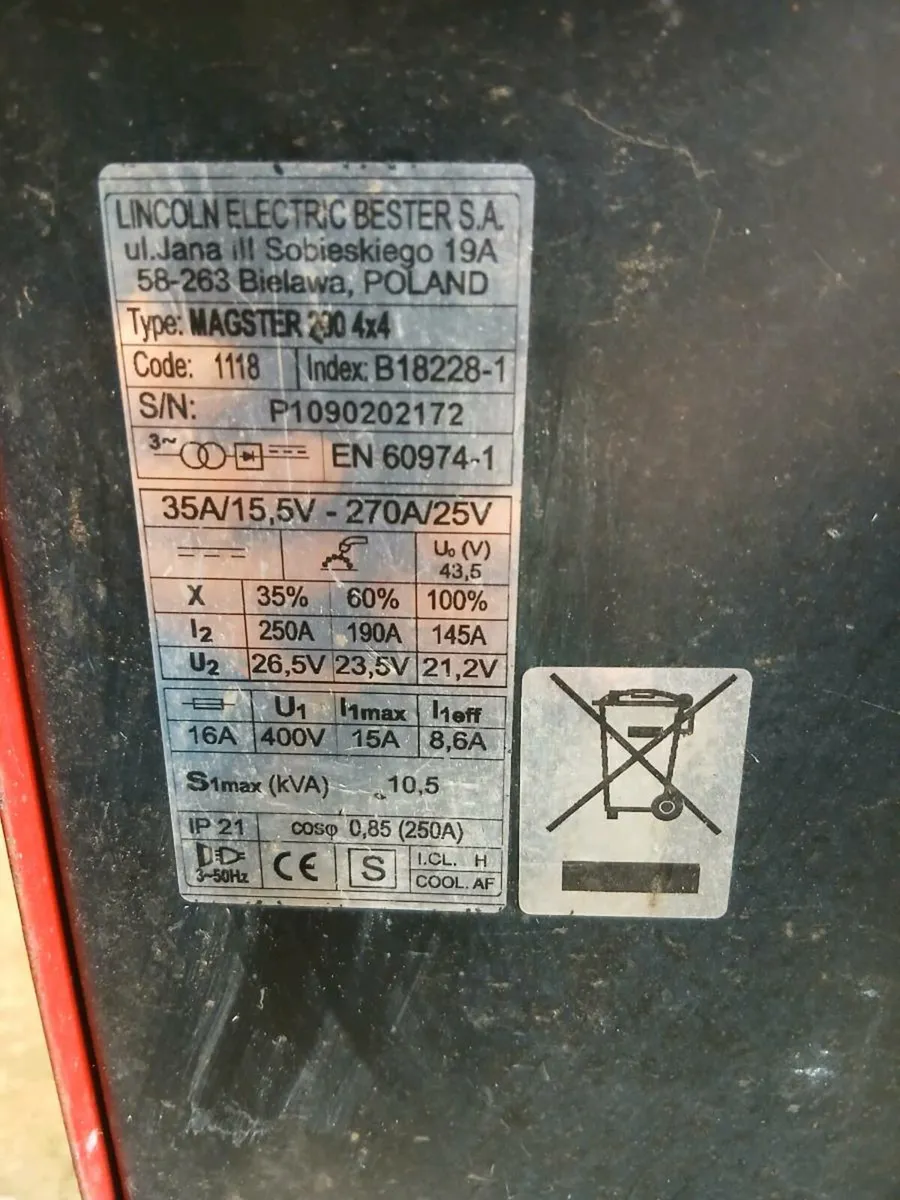 LINCOLN ELECTRIC BESTER S.A.
ul.Jana III Sobieskiego 19A
58-263 Bielawa, POLAND
Type: MAGSTER 4x4
Code: 1118 Index: B18228-1
S/N: P1090202172
3~ EN 60974-1
35A/15,5V - 270A/25V
U₀ (V)
43,5
X 35% 60% 100%
I₂ 250A 190A 145A
U₂ 26,5V 23,5V 21,2V
U₁ I₁max I₁eff
16A 400V 15A 8,6A
S₁max (kVA) 10,5
IP 21 cosφ 0,85 (250A)
3~50Hz CE S I.CL. H
COOL. AF